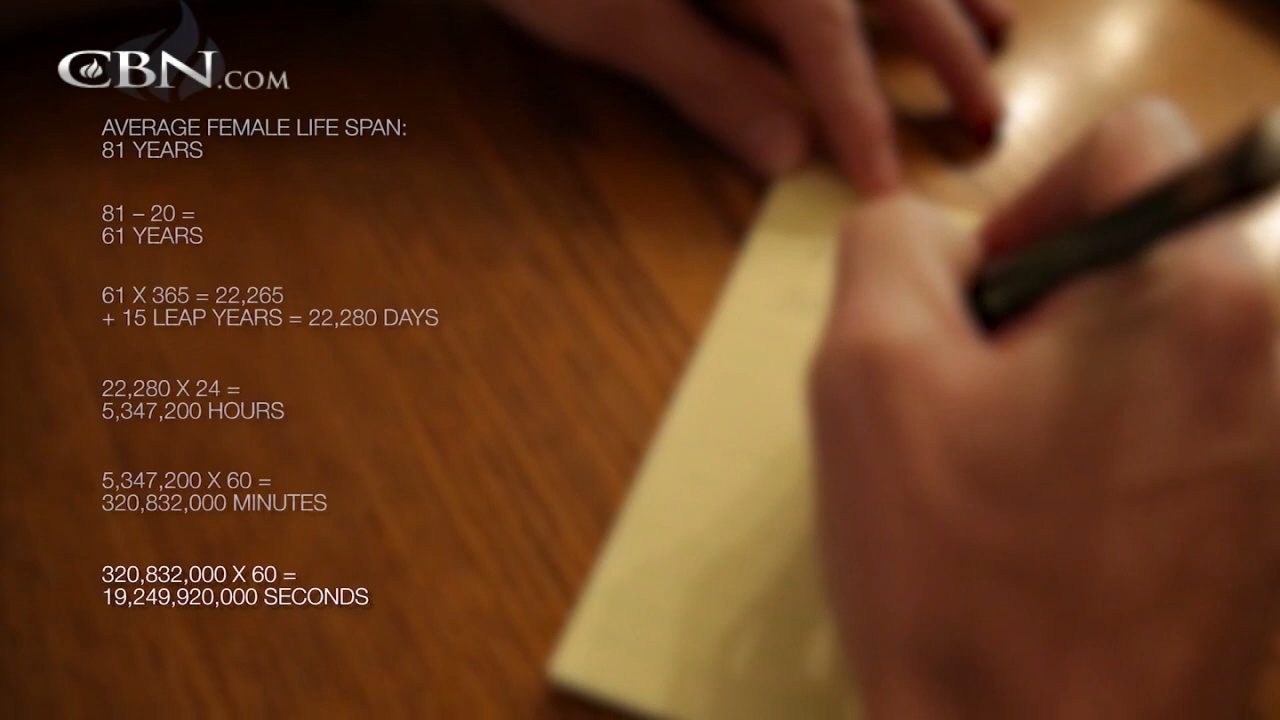 CBN.COM
AVERAGE FEMALE LIFE SPAN:
81 YEARS
81 – 20 =
61 YEARS
61 X 365 = 22,265
+ 15 LEAP YEARS = 22,280 DAYS
22,280 X 24 =
5,347,200 HOURS
5,347,200 X 60 =
320,832,000 MINUTES
320,832,000 X 60 =
19,249,920,000 SECONDS